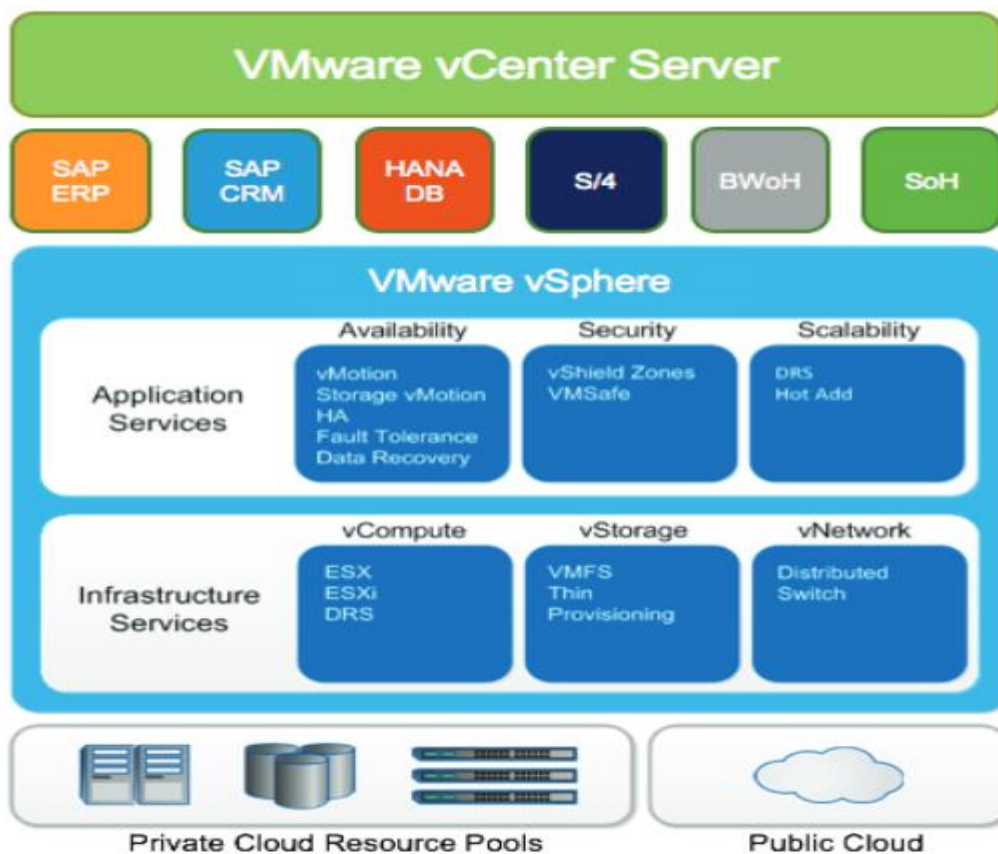 VMware vCenter Server
SAP
ERP
SAP
CRM
HANA
DB
S/4
BWoH
SoH
VMware vSphere
Application
Services
Availability
vMotion
Storage vMotion
HA
Fault Tolerance
Data Recovery
Security
vShield Zones
VMSafe
Scalability
DRS
Hot Add
Infrastructure
Services
vCompute
ESX
ESXi
DRS
vStorage
VMFS
Thin
Provisioning
vNetwork
Distributed
Switch
Private Cloud Resource Pools
Public Cloud